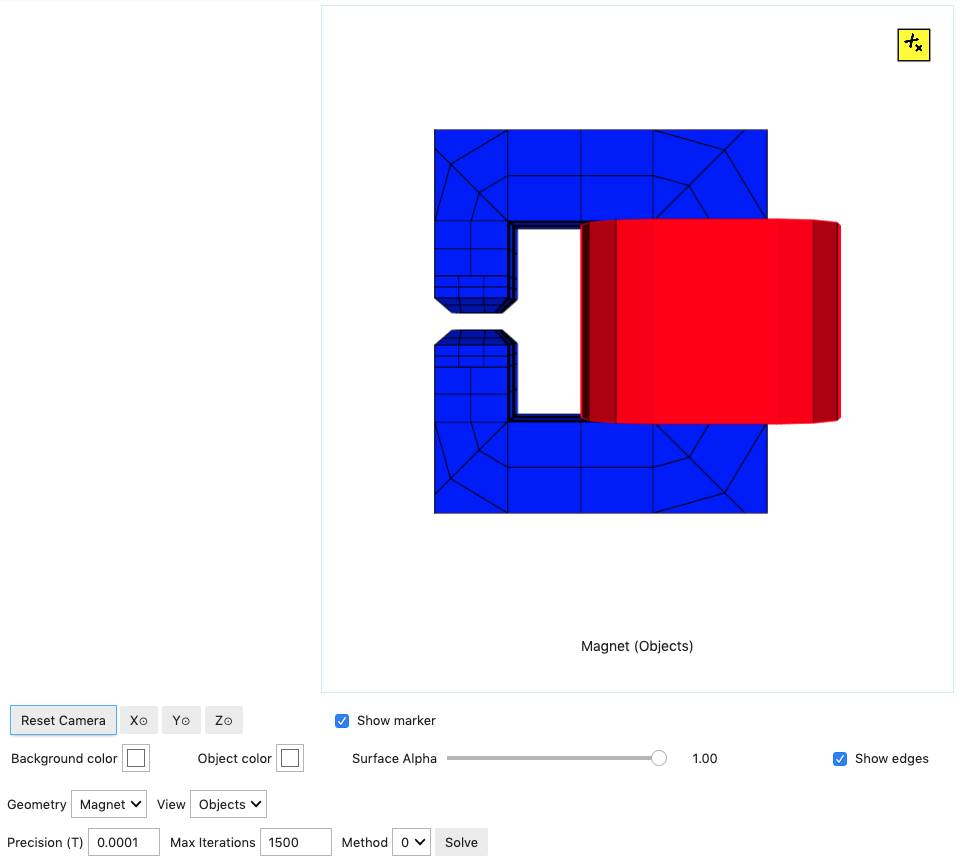 +x
Magnet (Objects)
Reset Camera X⊙ Y⊙ Z⊙ Show marker
Background color Object color Surface Alpha 1.00 Show edges
Geometry Magnet View Objects
Precision (T) 0.0001 Max Iterations 1500 Method 0 Solve